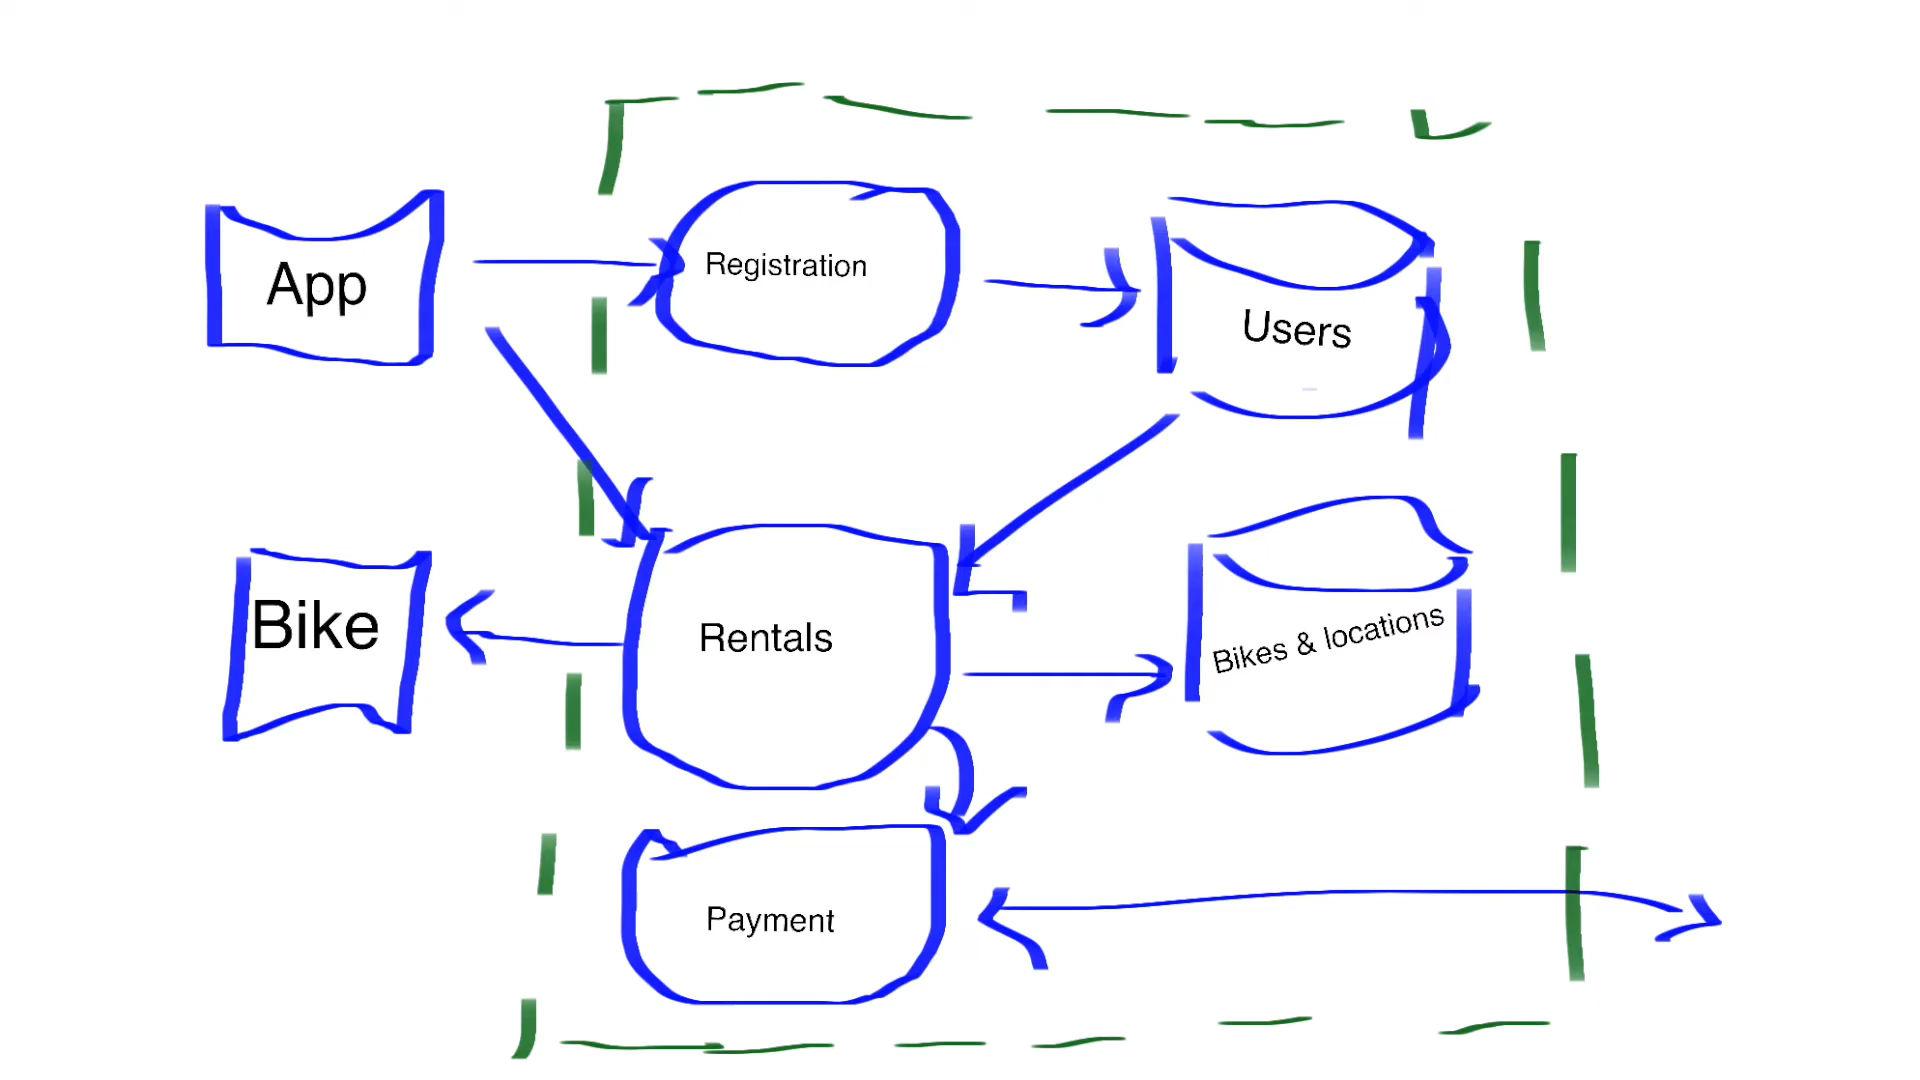 App
Registration
Users
Bike
Rentals
Bikes & locations
Payment